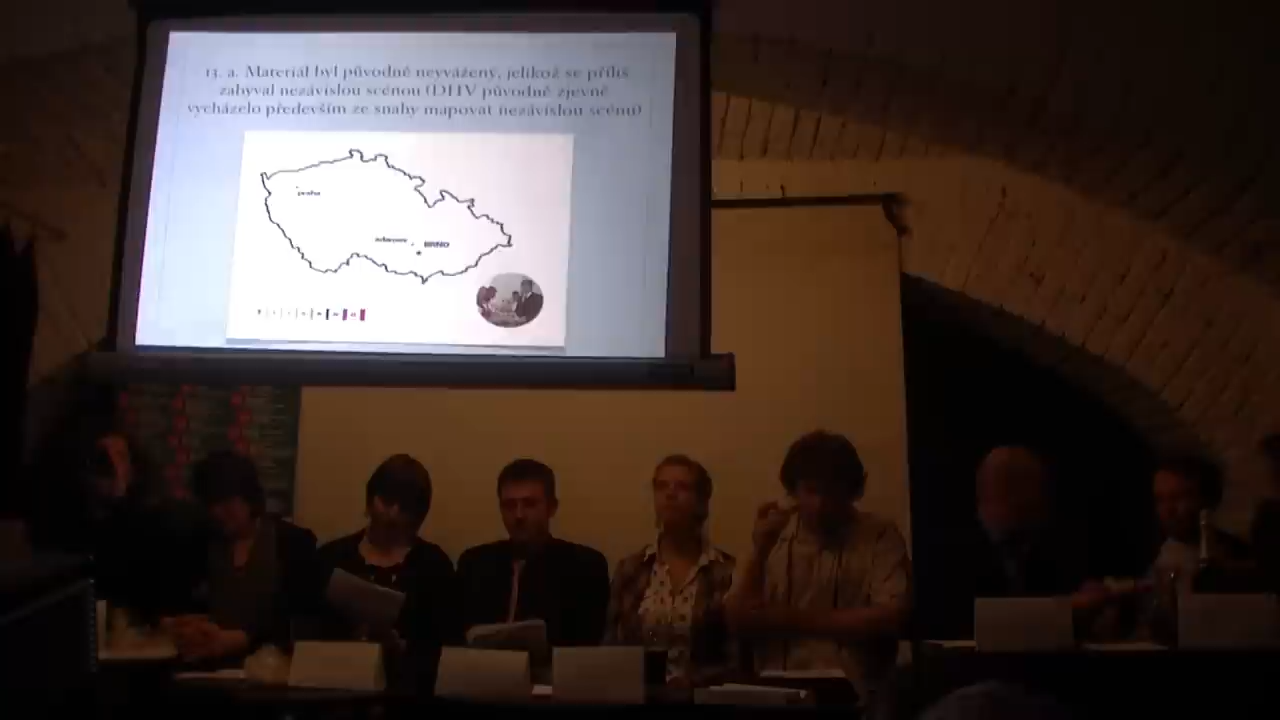 13. a. Materiál byl původně nevyvážený, jelikož se příliš
zabýval nezávislou scénou (DHV původně zjevně
vycházelo především ze snahy mapovat nezávislou scénu)
praha
BRNO